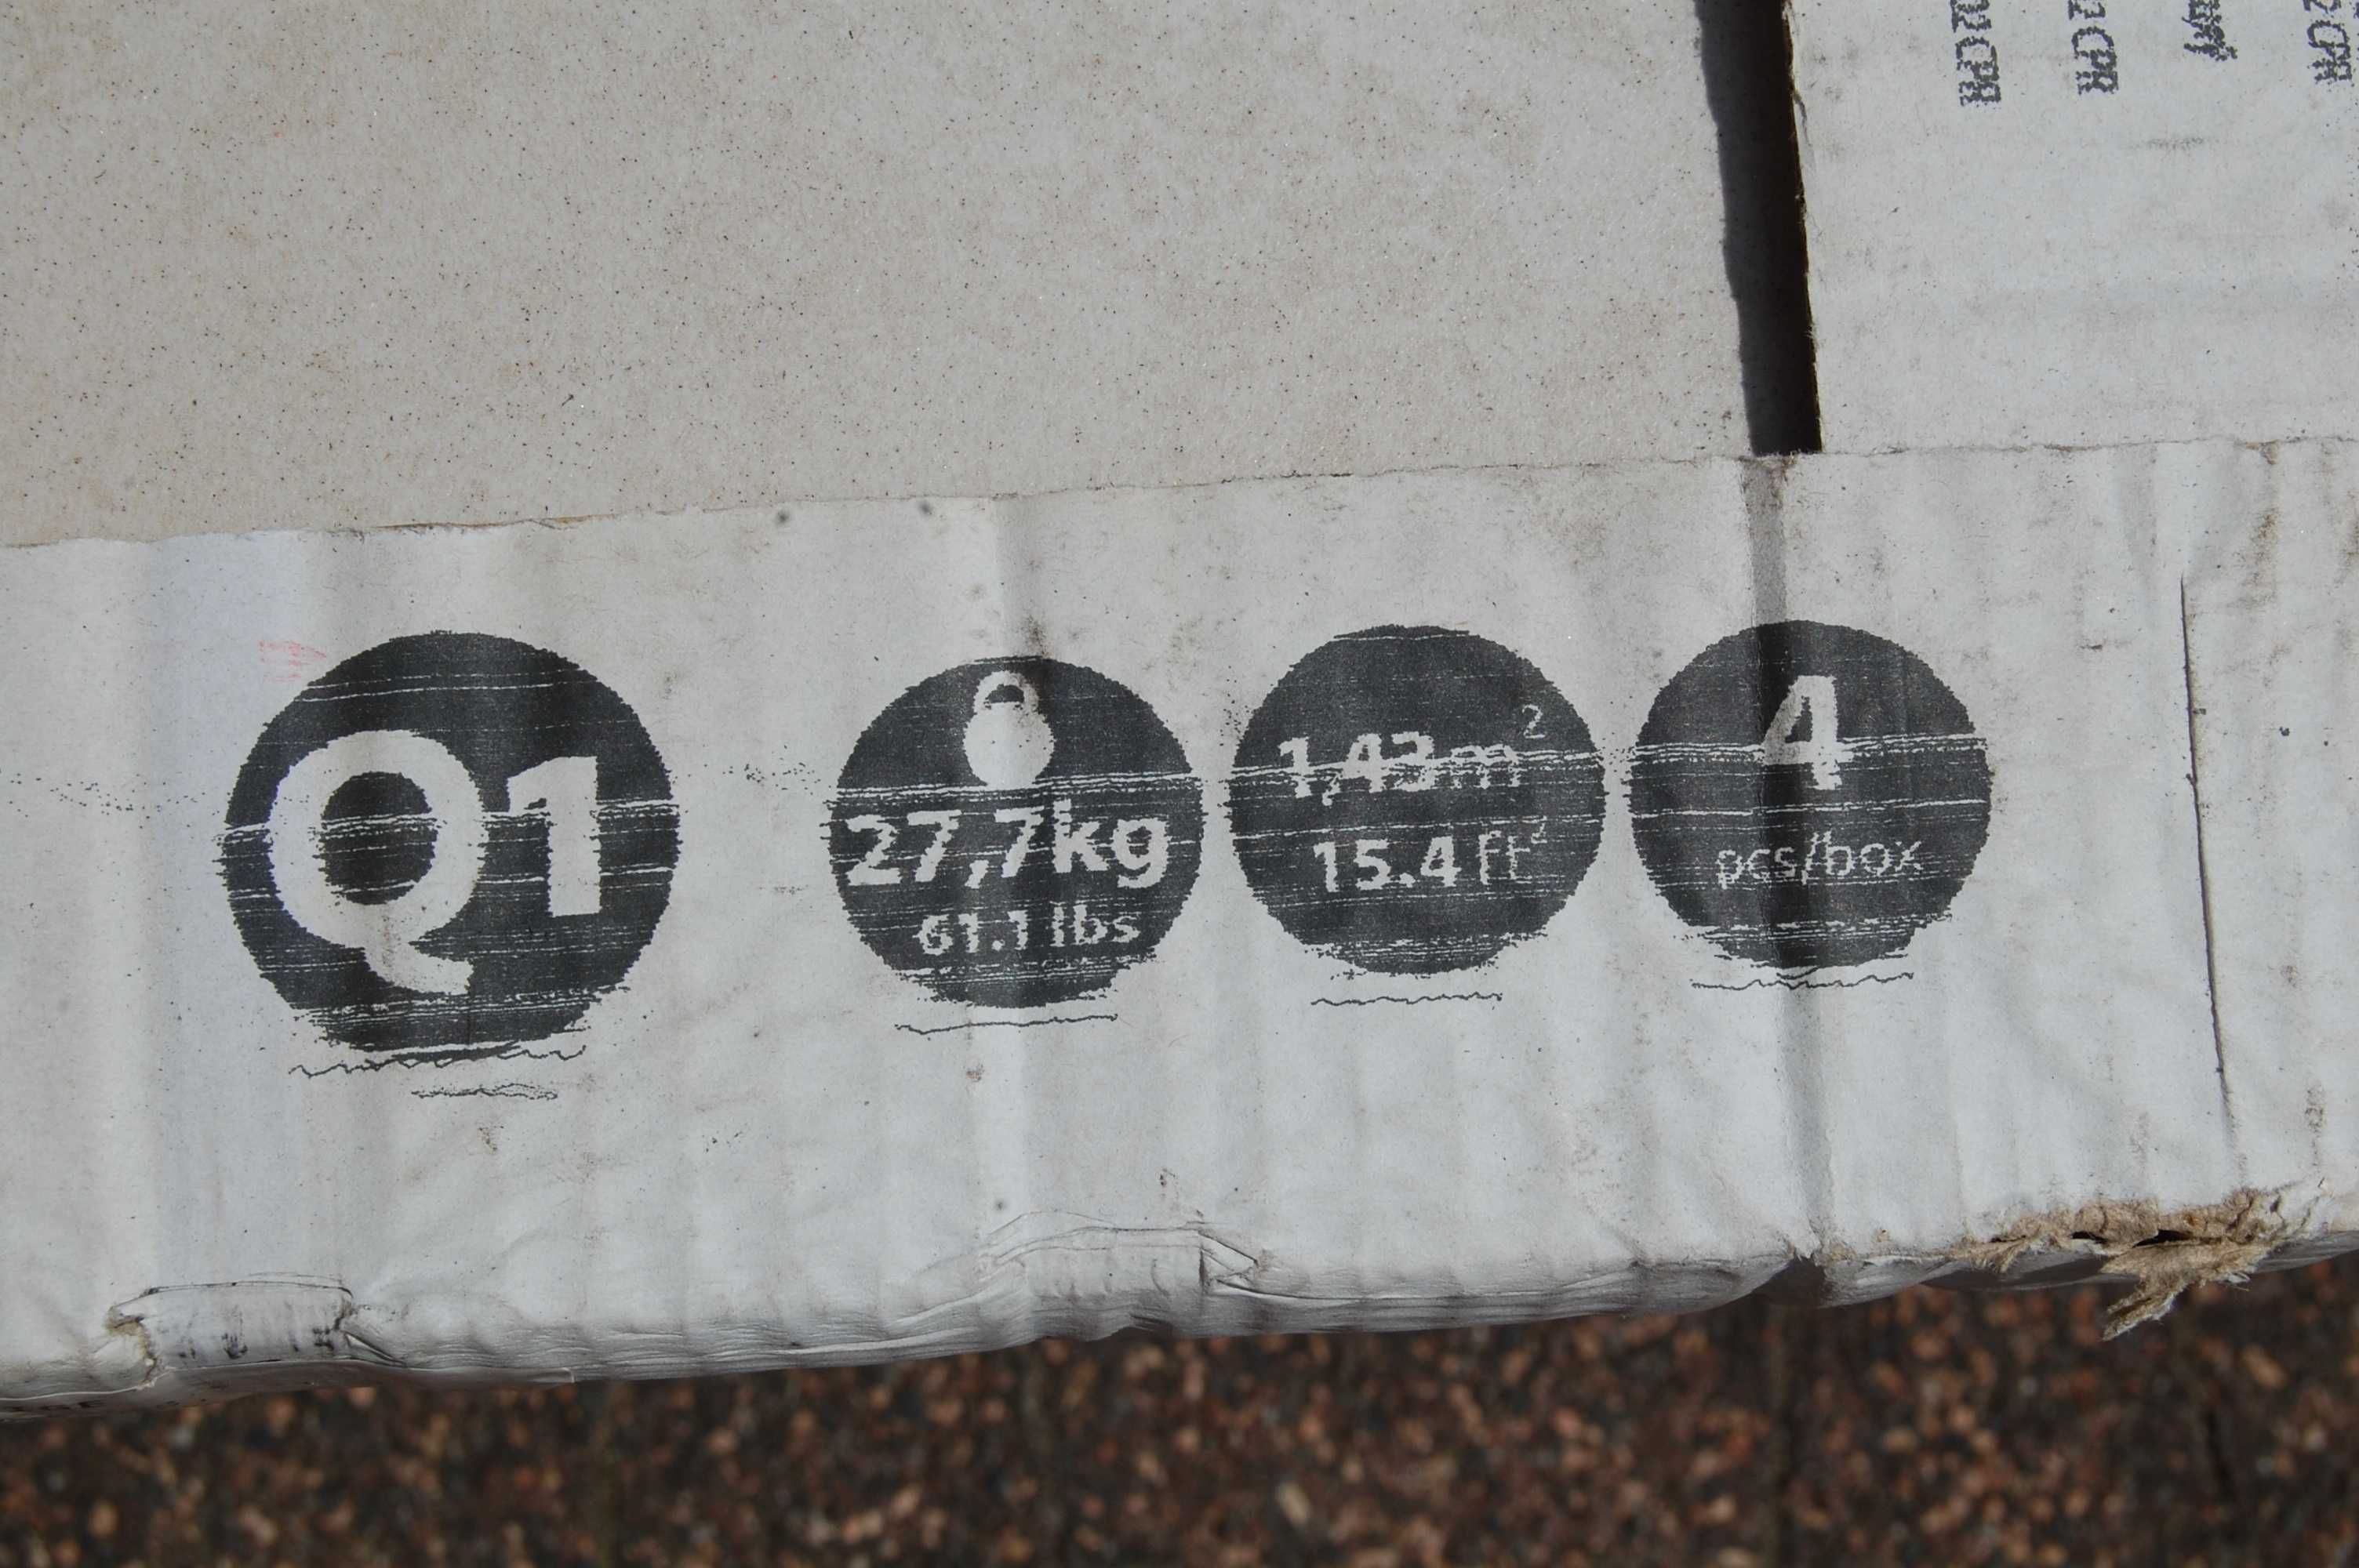 Q1
27,7kg
61.1 lbs
1,43m²
15.4 ft²
4
pcs/box